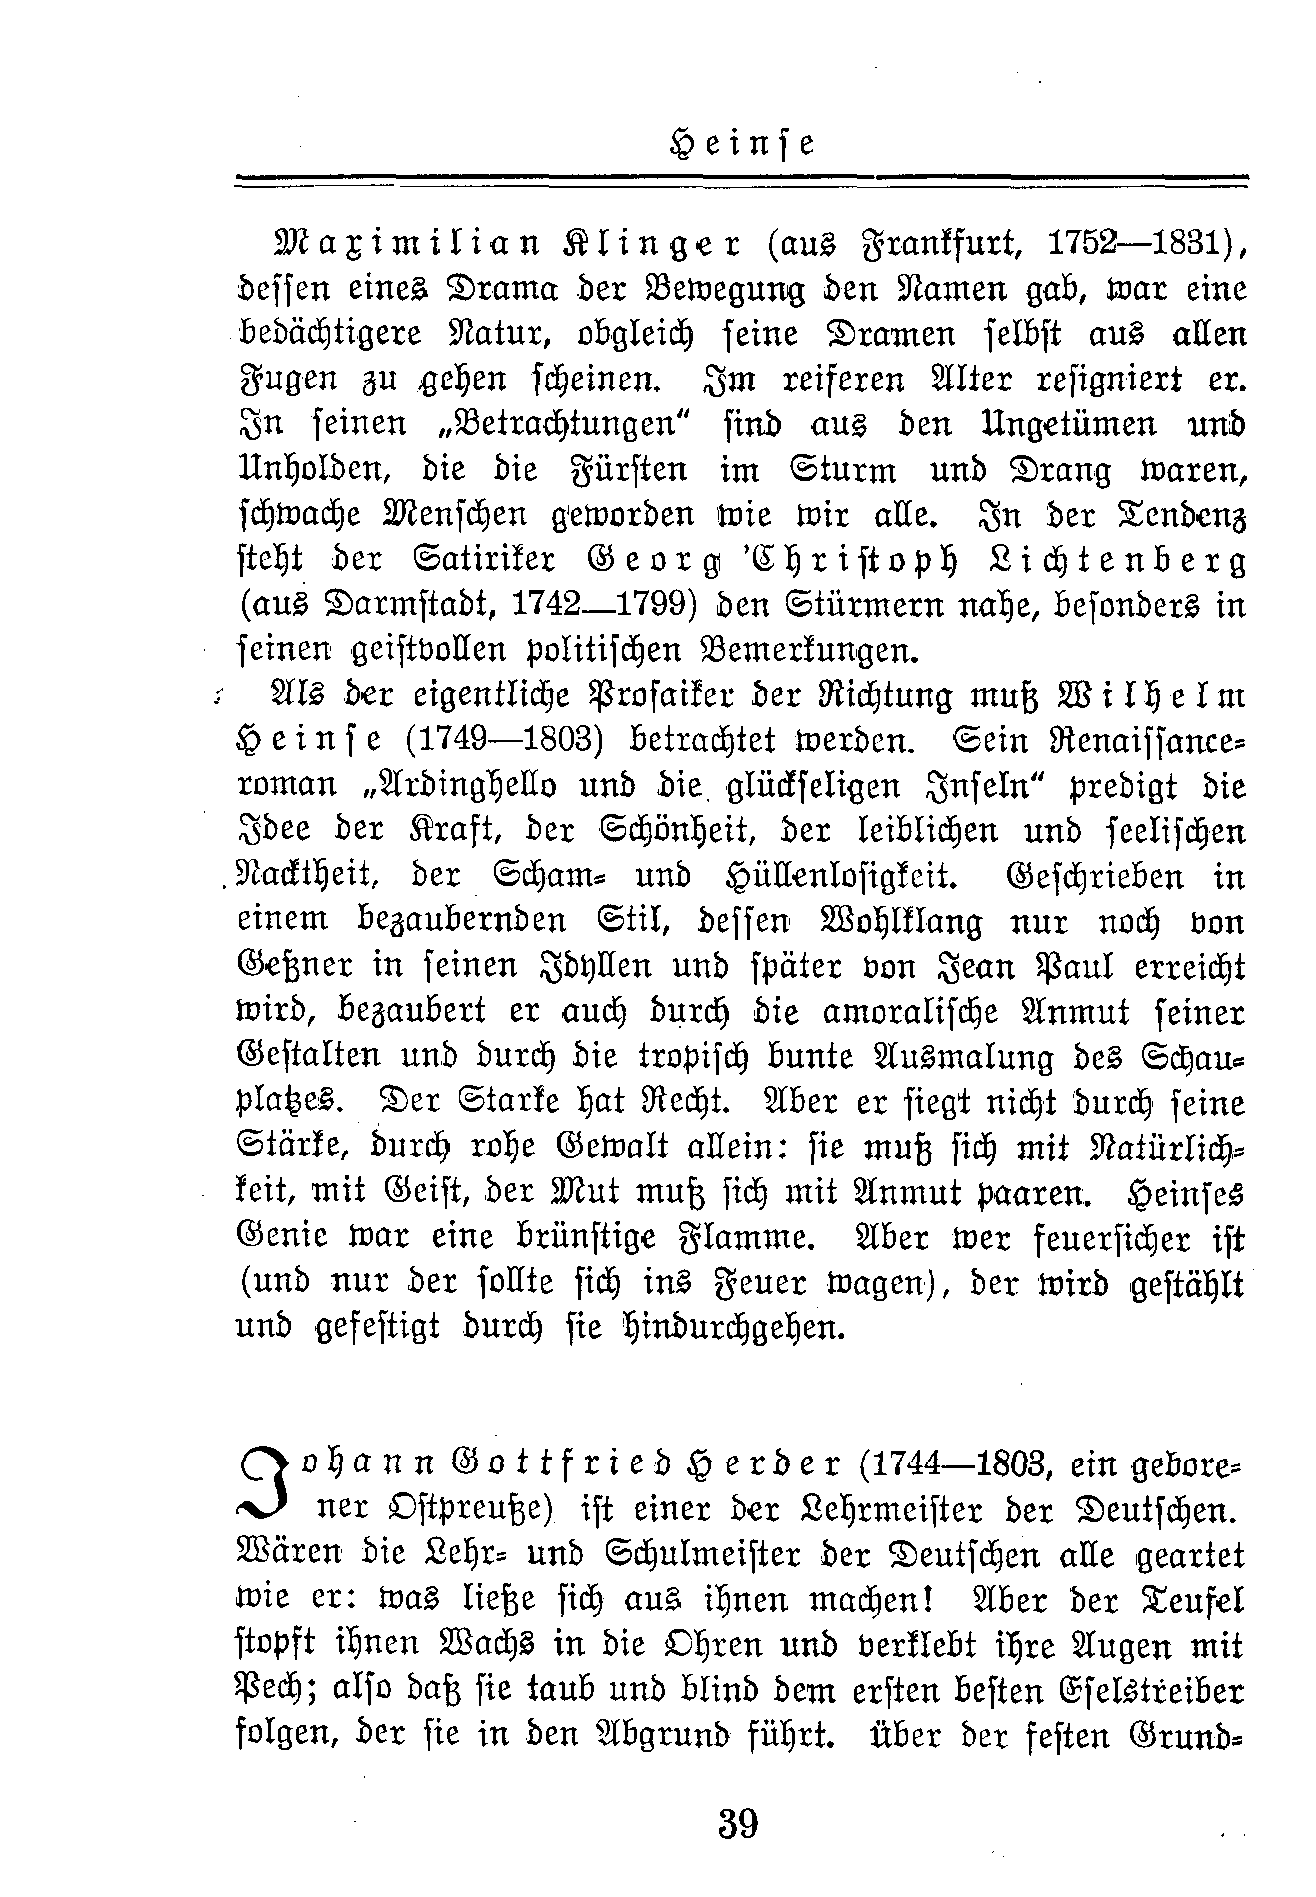 Heinse
Maximilian Klinger (aus Frankfurt, 1752—1831),
dessen eines Drama der Bewegung den Namen gab, war eine
bedächtigere Natur, obgleich seine Dramen selbst aus allen
Fugen zu gehen scheinen. Im reiferen Alter resigniert er.
In seinen „Betrachtungen“ sind aus den Ungetümen und
Unholden, die die Fürsten im Sturm und Drang waren,
schwache Menschen geworden wie wir alle. In der Tendenz
steht der Satiriker Georg Christoph Lichtenberg
(aus Darmstadt, 1742—1799) den Stürmern nahe, besonders in
seinen geistvollen politischen Bemerkungen.
Als der eigentliche Prosaiker der Richtung muß Wilhelm
Heinse (1749—1803) betrachtet werden. Sein Renaissance-
roman „Ardinghello und die glückseligen Inseln“ predigt die
Idee der Kraft, der Schönheit, der leiblichen und seelischen
Nacktheit, der Scham- und Hüllenlosigkeit. Geschrieben in
einem bezaubernden Stil, dessen Wohlklang nur noch von
Geßner in seinen Idyllen und später von Jean Paul erreicht
wird, bezaubert er auch durch die amoralische Anmut seiner
Gestalten und durch die tropisch bunte Ausmalung des Schau-
platzes. Der Starke hat Recht. Aber er siegt nicht durch seine
Stärke, durch rohe Gewalt allein: sie muß sich mit Natürlich-
keit, mit Geist, der Mut muß sich mit Anmut paaren. Heinses
Genie war eine brünstige Flamme. Aber wer feuersicher ist
(und nur der sollte sich ins Feuer wagen), der wird gestählt
und gefestigt durch sie hindurchgehen.
Johann Gottfried Herder (1744—1803, ein gebore-
ner Ostpreuße) ist einer der Lehrmeister der Deutschen.
Wären die Lehr- und Schulmeister der Deutschen alle geartet
wie er: was ließe sich aus ihnen machen! Aber der Teufel
stopft ihnen Wachs in die Ohren und verklebt ihre Augen mit
Pech; also daß sie taub und blind dem ersten besten Eselstreiber
folgen, der sie in den Abgrund führt. Über der festen Grund-
39